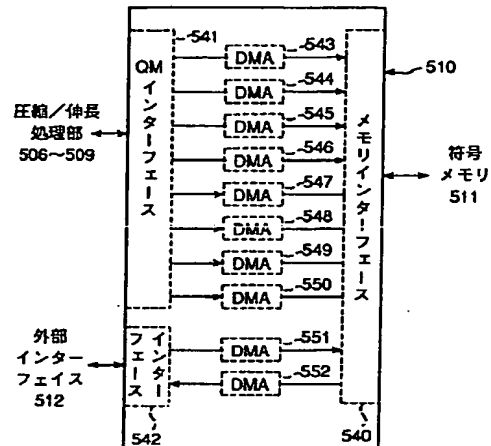 541
QM
インターフェース
DMA
543
DMA
544
DMA
545
DMA
546
DMA
547
DMA
548
DMA
549
DMA
550
DMA
551
DMA
552
メモリインターフェース
510
圧縮/伸長
処理部
506~509
符号
メモリ
511
外部
インター
フェイス
512
インター
フェース
542
540